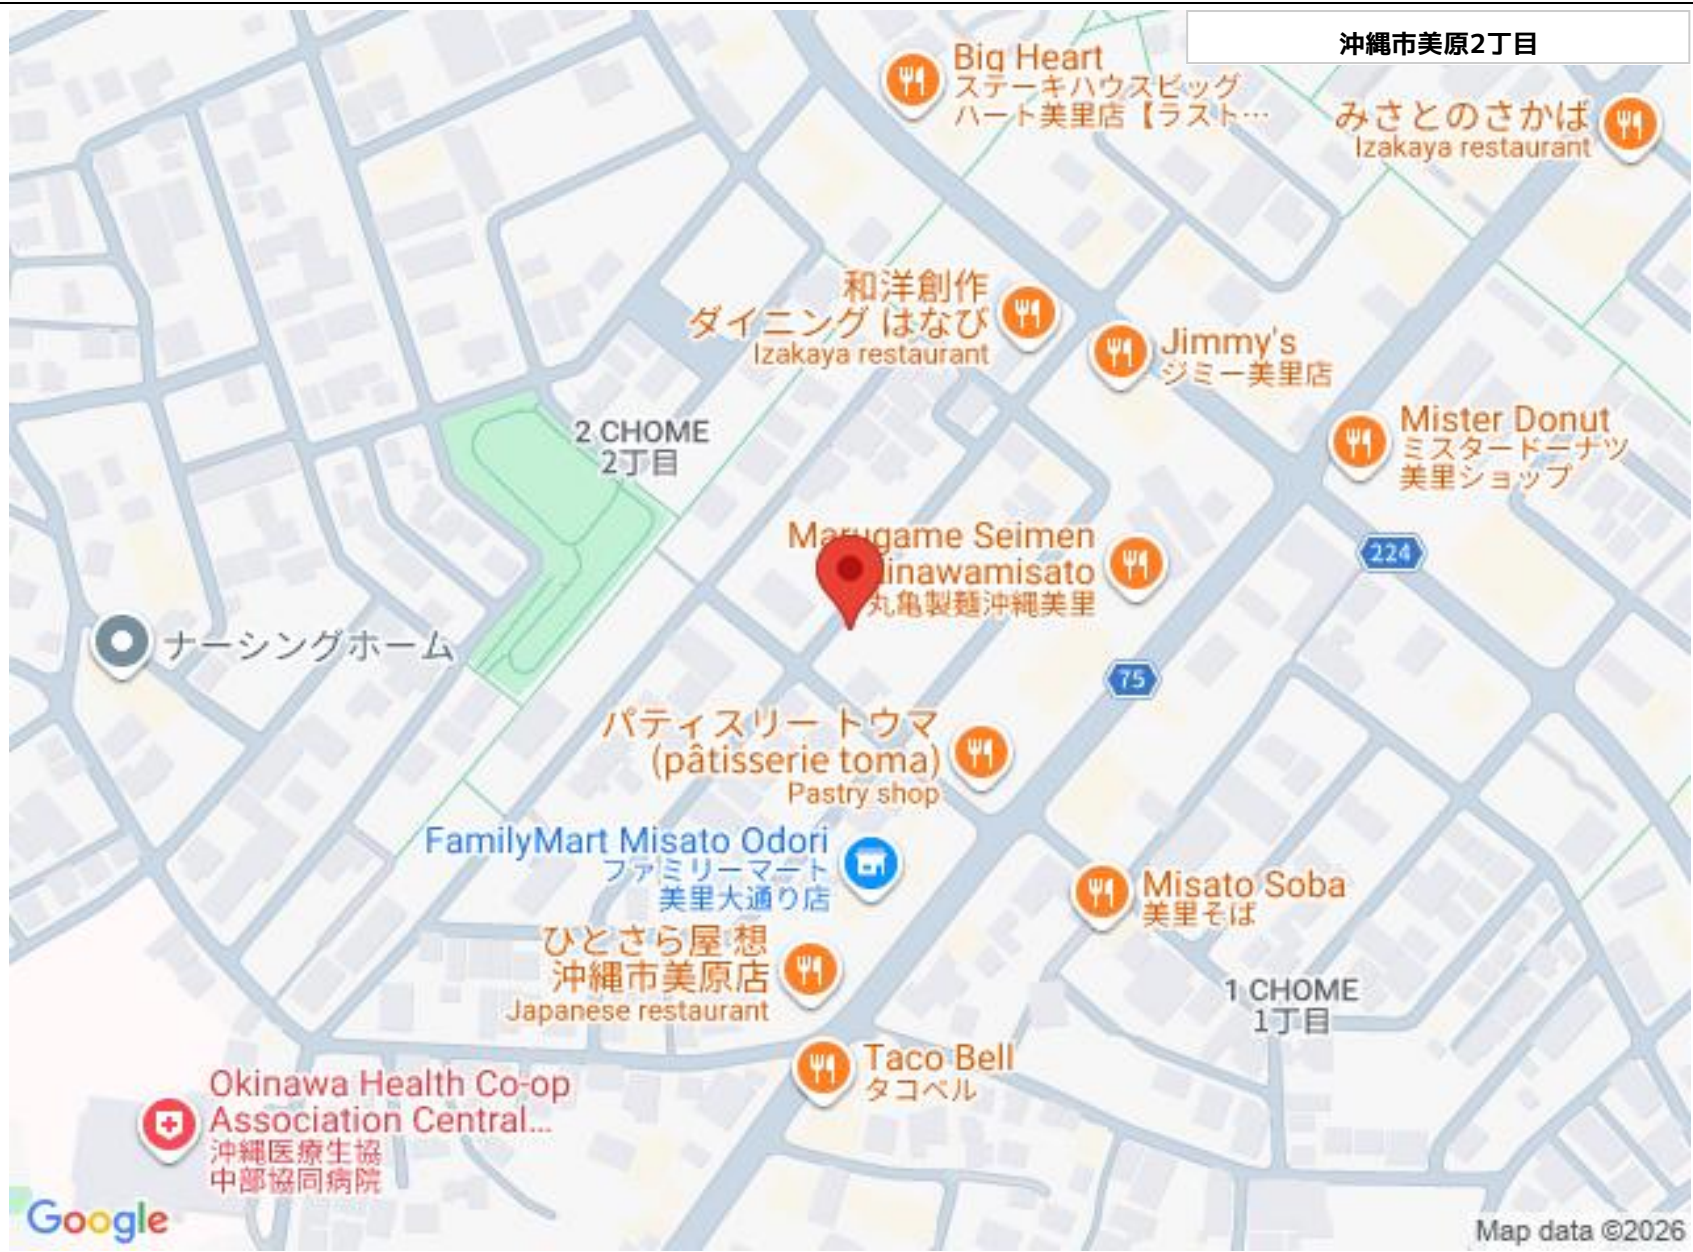 沖縄市美原2丁目
Big Heart
ステーキハウスビッグ
ハート美里店【ラスト…
みさとのさかば
Izakaya restaurant
和洋創作
ダイニング はなび
Izakaya restaurant
Jimmy's
ジミー美里店
Mister Donut
ミスタードーナツ
美里ショップ
2 CHOME
2丁目
Marugame Seimen
inawamisato
丸亀製麺沖縄美里
224
ナーシングホーム
75
パティスリー トウマ
(pâtisserie toma)
Pastry shop
FamilyMart Misato Odori
ファミリーマート
美里大通り店
Misato Soba
美里そば
ひとさら屋 想
沖縄市美原店
Japanese restaurant
1 CHOME
1丁目
Taco Bell
タコベル
Okinawa Health Co-op
Association Central...
沖縄医療生協
中部協同病院
Google
Map data ©2026